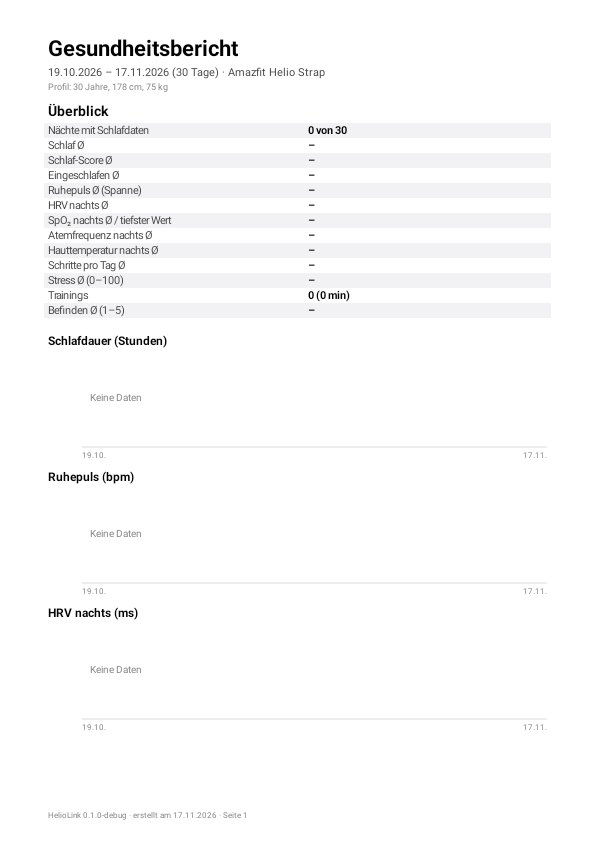 Gesundheitsbericht
19.10.2026 – 17.11.2026 (30 Tage) · Amazfit Helio Strap
Profil: 30 Jahre, 178 cm, 75 kg
Überblick
Nächte mit Schlafdaten 0 von 30
Schlaf Ø –
Schlaf-Score Ø –
Eingeschlafen Ø –
Ruhepuls Ø (Spanne) –
HRV nachts Ø –
SpO₂ nachts Ø / tiefster Wert –
Atemfrequenz nachts Ø –
Hauttemperatur nachts Ø –
Schritte pro Tag Ø –
Stress Ø (0–100) –
Trainings 0 (0 min)
Befinden Ø (1–5) –
Schlafdauer (Stunden)
Keine Daten
19.10. 17.11.
Ruhepuls (bpm)
Keine Daten
19.10. 17.11.
HRV nachts (ms)
Keine Daten
19.10. 17.11.
HelioLink 0.1.0-debug · erstellt am 17.11.2026 · Seite 1